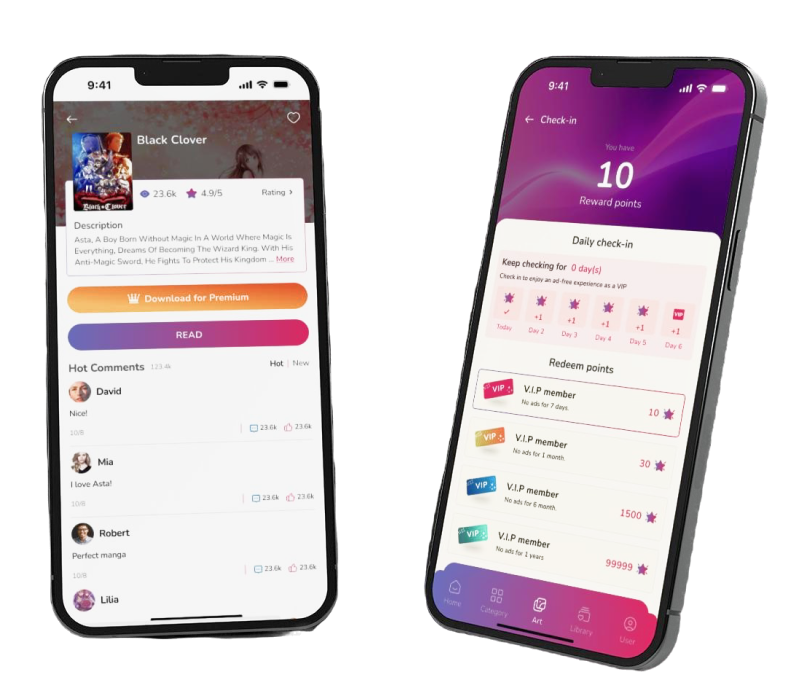 9:41
Black Clover
Black Clover
23.6k 4.9/5 Rating >
Description
Asta, A Boy Born Without Magic In A World Where Magic Is
Everything, Dreams Of Becoming The Wizard King. With His
Anti-Magic Sword, He Fights To Protect His Kingdom ... More
Download for Premium
READ
Hot Comments 123.4k Hot | New
David
Nice!
10/8 23.6k 23.6k
Mia
I love Asta!
10/8 23.6k 23.6k
Robert
Perfect manga
10/8 23.6k 23.6k
Lilia
9:41
Check-in
You have
10
Reward points
Daily check-in
Keep checking for 0 day(s)
Check in to enjoy an ad-free experience as a VIP
VIP
+1 +1 +1 +1 +1
Today Day 2 Day 3 Day 4 Day 5 Day 6
Redeem points
VIP V.I.P member
No ads for 7 days. 10
VIP V.I.P member
No ads for 1 month. 30
VIP V.I.P member
No ads for 6 month. 1500
VIP V.I.P member
No ads for 1 years 99999
Home Category Art Library User